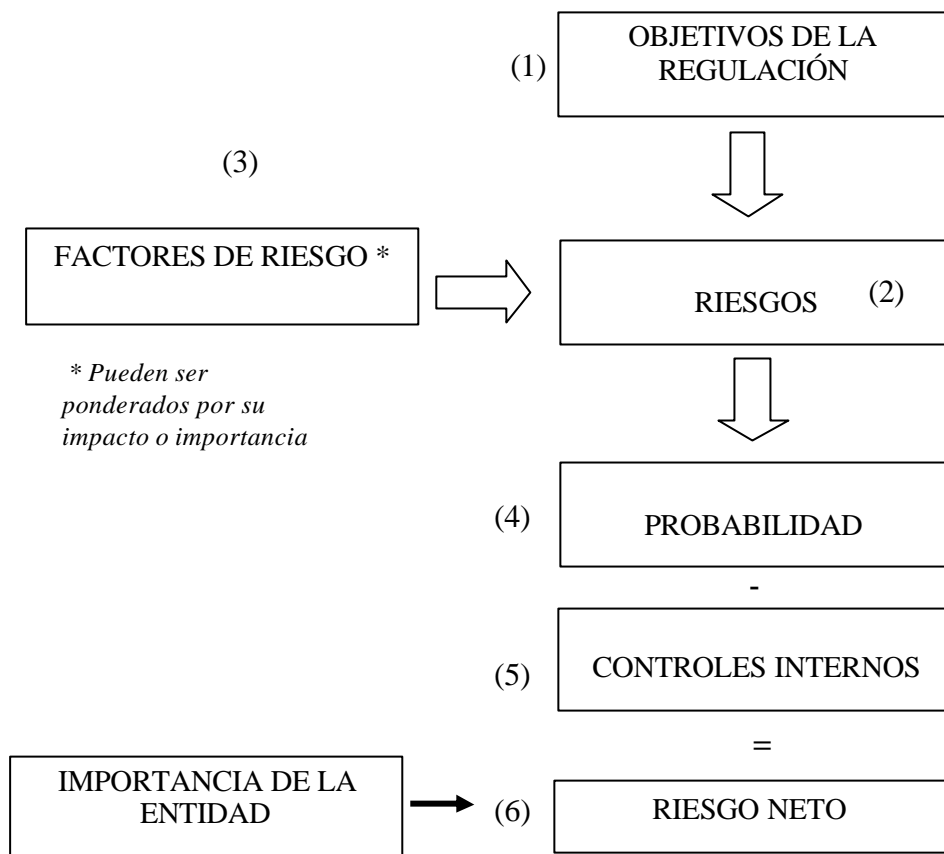 OBJETIVOS DE LA
REGULACIÓN
(1)
(3)
FACTORES DE RIESGO *
RIESGOS
(2)
* Pueden ser
ponderados por su
impacto o importancia
(4)
PROBABILIDAD
-
(5)
CONTROLES INTERNOS
=
IMPORTANCIA DE LA
ENTIDAD
(6)
RIESGO NETO